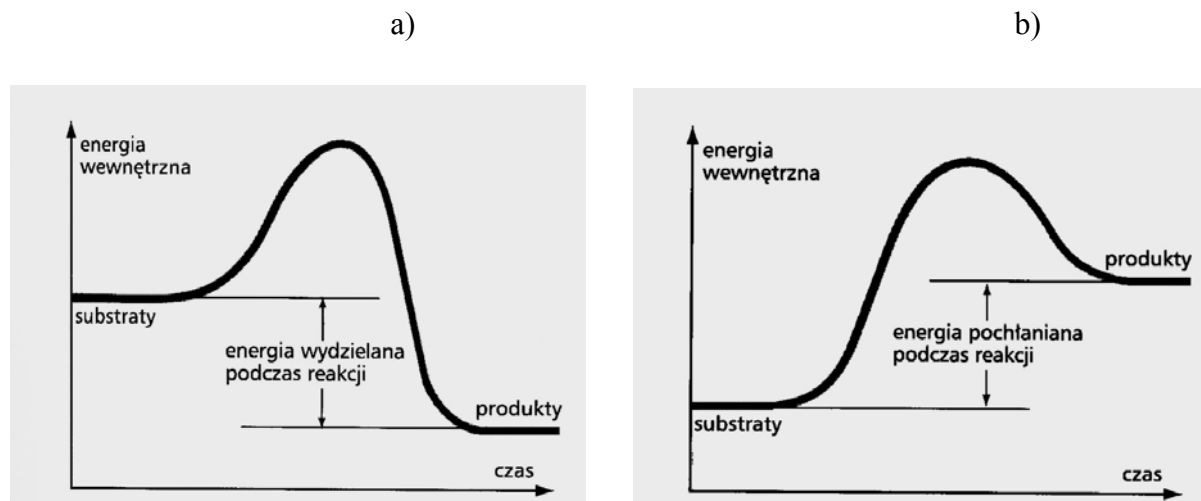 a)
b)
energia
wewnętrzna
substraty
energia wydzielana
podczas reakcji
produkty
czas
energia
wewnętrzna
produkty
energia pochłaniana
podczas reakcji
substraty
czas